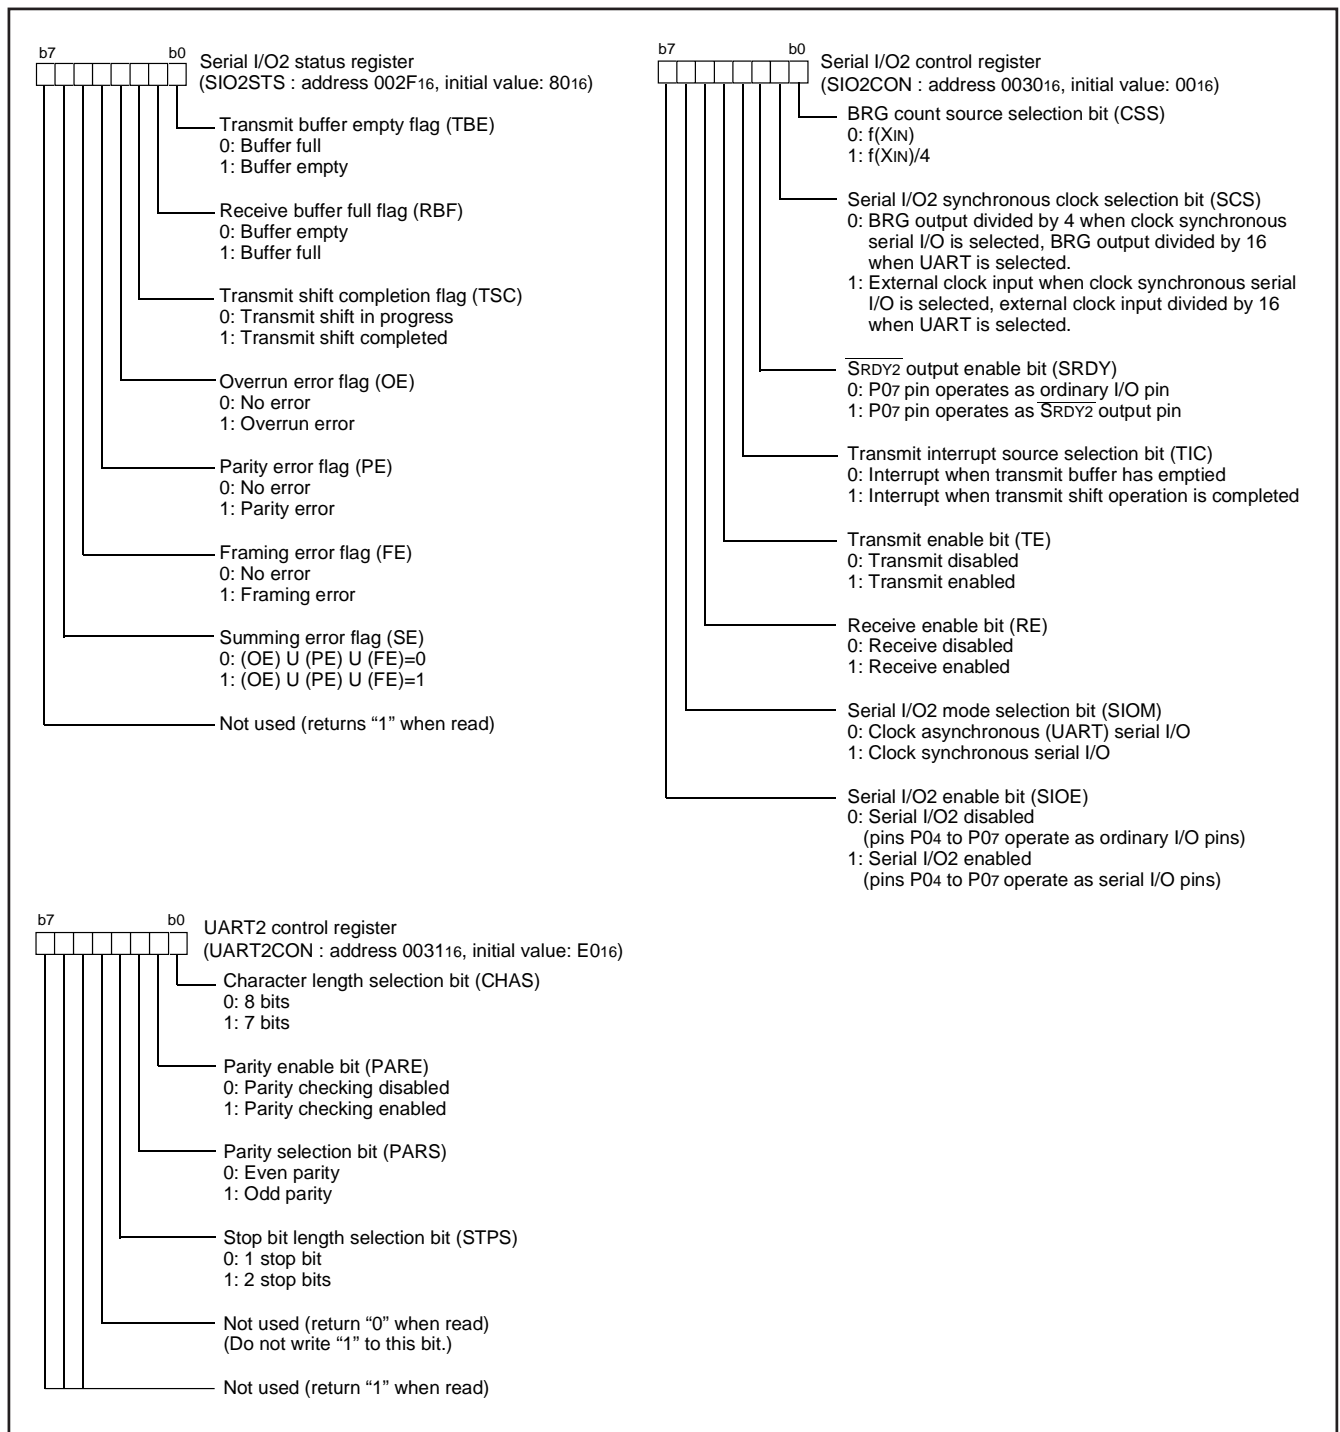 b7 b0
Serial I/O2 status register
(SIO2STS : address 002F16, initial value: 8016)
Transmit buffer empty flag (TBE)
0: Buffer full
1: Buffer empty
Receive buffer full flag (RBF)
0: Buffer empty
1: Buffer full
Transmit shift completion flag (TSC)
0: Transmit shift in progress
1: Transmit shift completed
Overrun error flag (OE)
0: No error
1: Overrun error
Parity error flag (PE)
0: No error
1: Parity error
Framing error flag (FE)
0: No error
1: Framing error
Summing error flag (SE)
0: (OE) U (PE) U (FE)=0
1: (OE) U (PE) U (FE)=1
Not used (returns “1” when read)
b7 b0
Serial I/O2 control register
(SIO2CON : address 003016, initial value: 0016)
BRG count source selection bit (CSS)
0: f(XIN)
1: f(XIN)/4
Serial I/O2 synchronous clock selection bit (SCS)
0: BRG output divided by 4 when clock synchronous
serial I/O is selected, BRG output divided by 16
when UART is selected.
1: External clock input when clock synchronous serial
I/O is selected, external clock input divided by 16
when UART is selected.
SRDY2 output enable bit (SRDY)
0: P07 pin operates as ordinary I/O pin
1: P07 pin operates as SRDY2 output pin
Transmit interrupt source selection bit (TIC)
0: Interrupt when transmit buffer has emptied
1: Interrupt when transmit shift operation is completed
Transmit enable bit (TE)
0: Transmit disabled
1: Transmit enabled
Receive enable bit (RE)
0: Receive disabled
1: Receive enabled
Serial I/O2 mode selection bit (SIOM)
0: Clock asynchronous (UART) serial I/O
1: Clock synchronous serial I/O
Serial I/O2 enable bit (SIOE)
0: Serial I/O2 disabled
(pins P04 to P07 operate as ordinary I/O pins)
1: Serial I/O2 enabled
(pins P04 to P07 operate as serial I/O pins)
b7 b0
UART2 control register
(UART2CON : address 003116, initial value: E016)
Character length selection bit (CHAS)
0: 8 bits
1: 7 bits
Parity enable bit (PARE)
0: Parity checking disabled
1: Parity checking enabled
Parity selection bit (PARS)
0: Even parity
1: Odd parity
Stop bit length selection bit (STPS)
0: 1 stop bit
1: 2 stop bits
Not used (return “0” when read)
(Do not write “1” to this bit.)
Not used (return “1” when read)